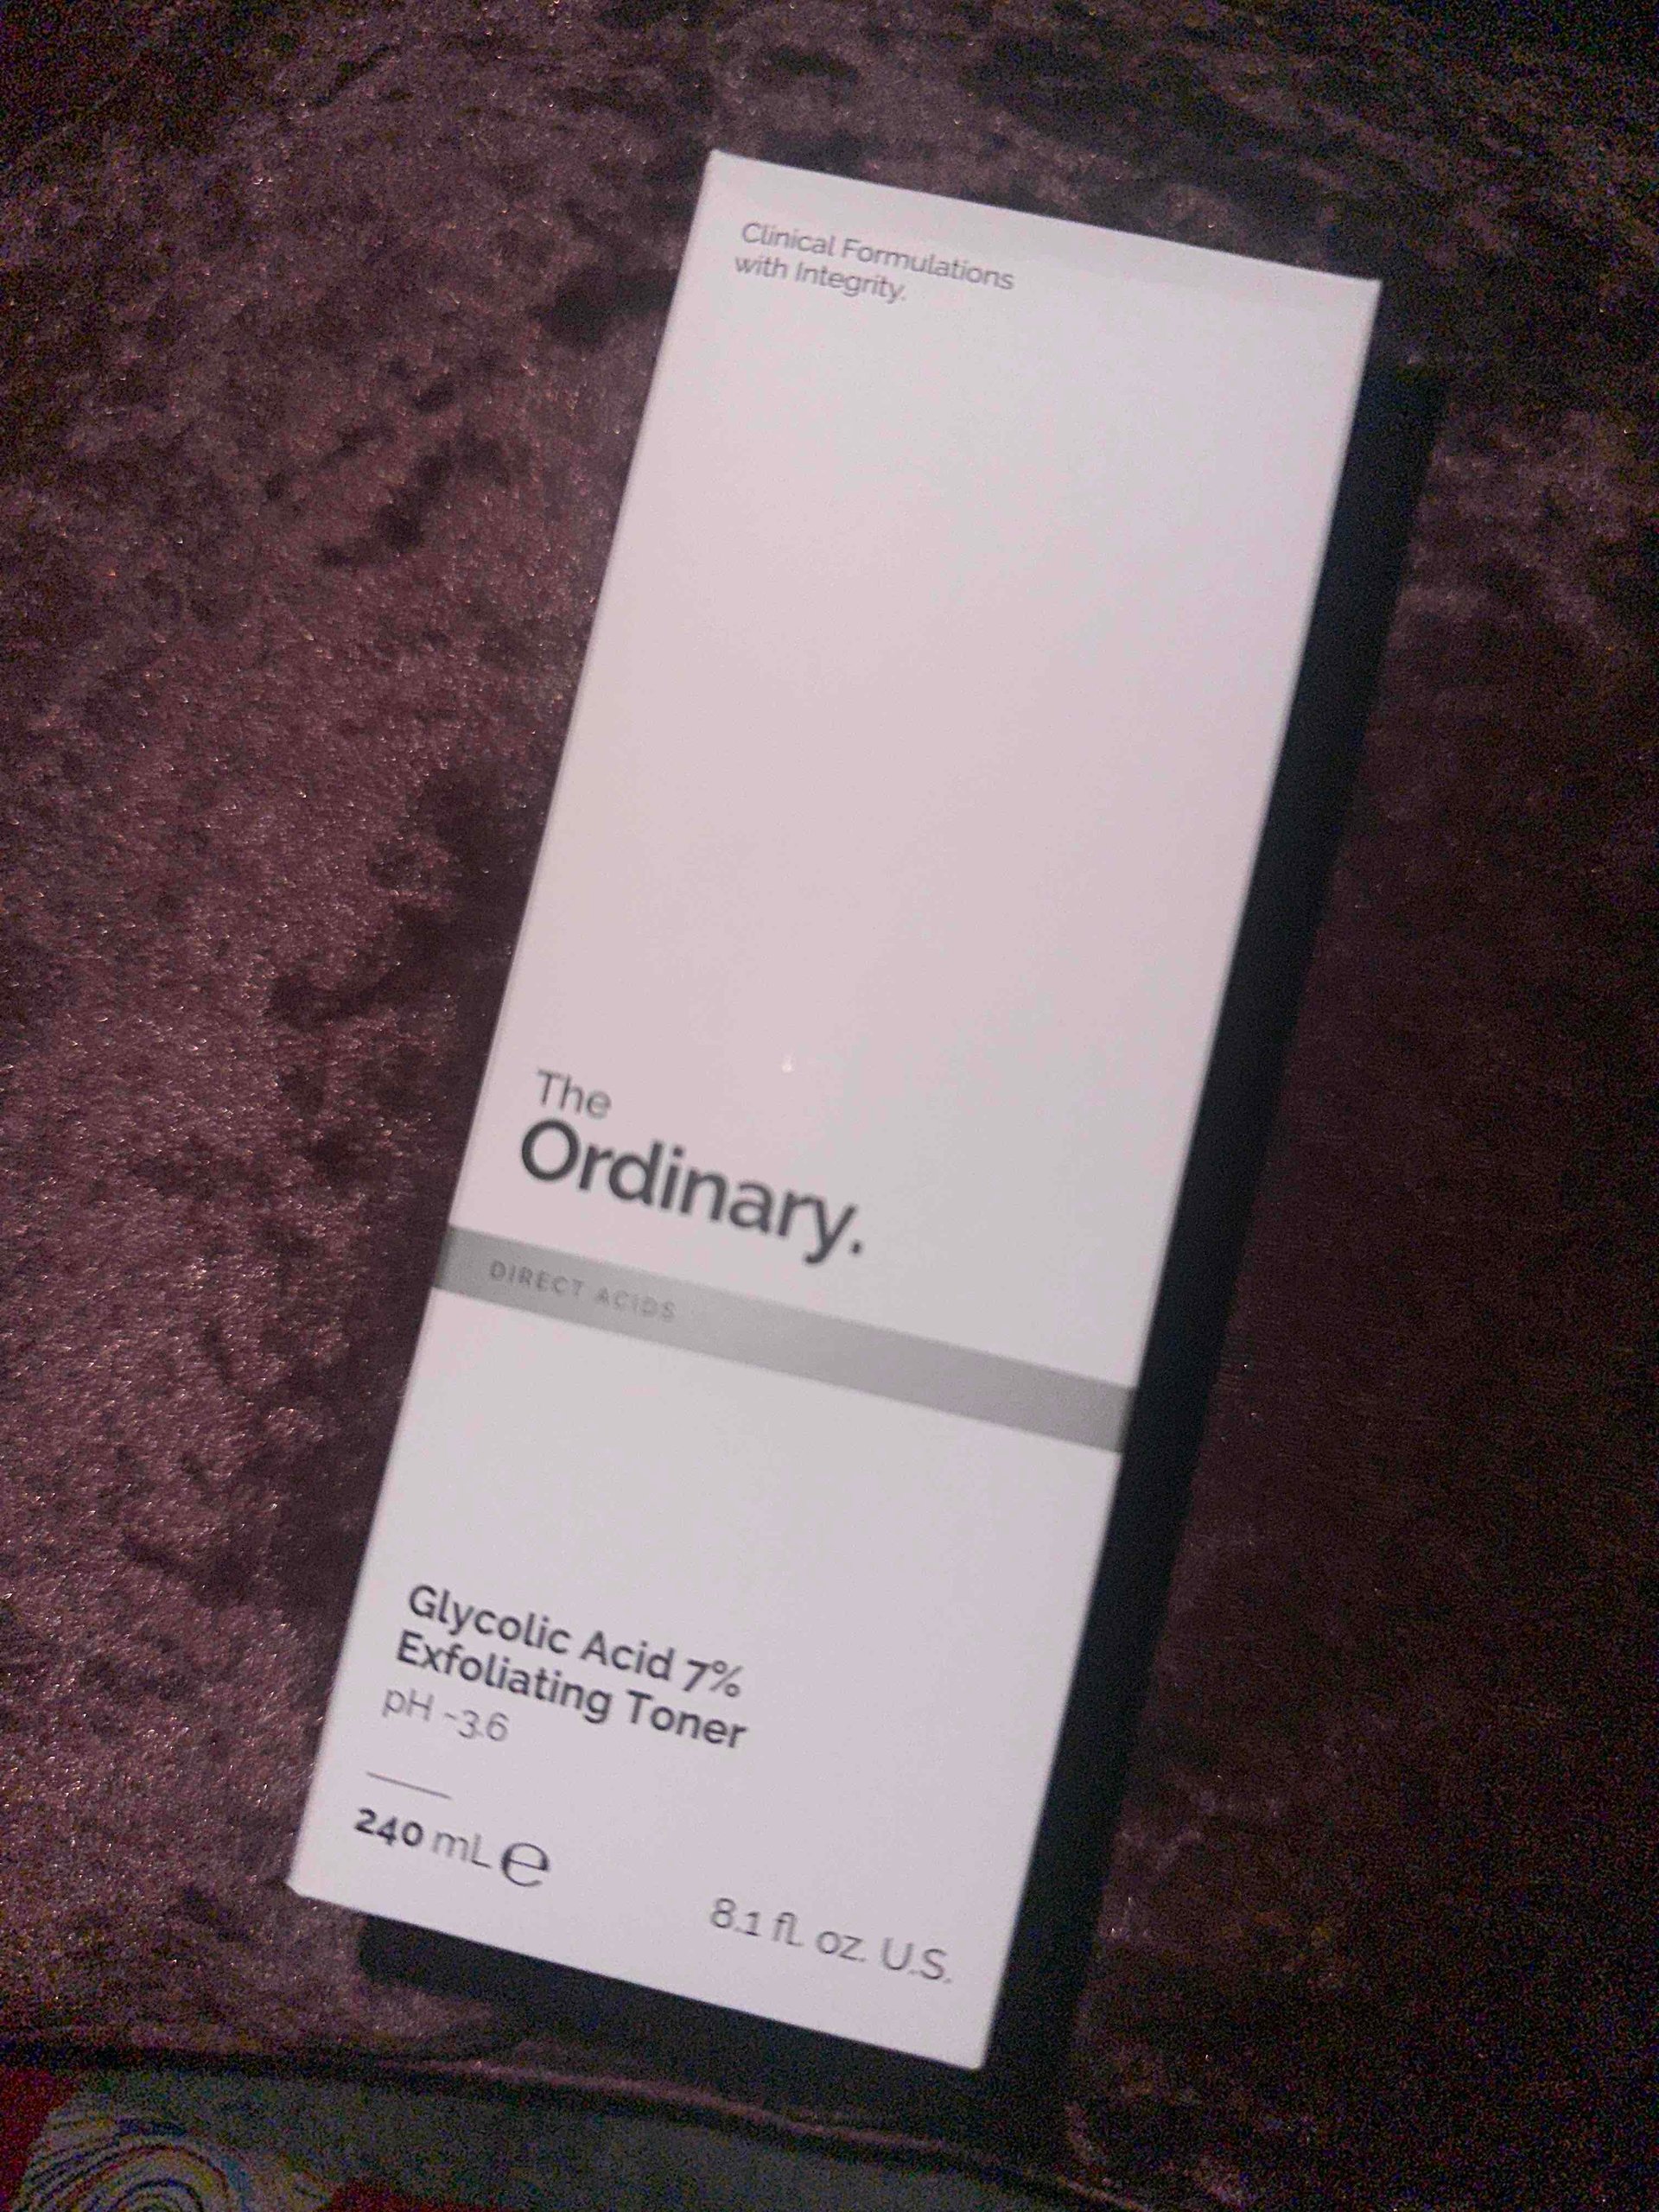 Clinical Formulations
with Integrity.
The
Ordinary.
DIRECT ACIDS
Glycolic Acid 7%
Exfoliating Toner
pH ~3.6
240 mL ℮
8.1 fl. oz. U.S.